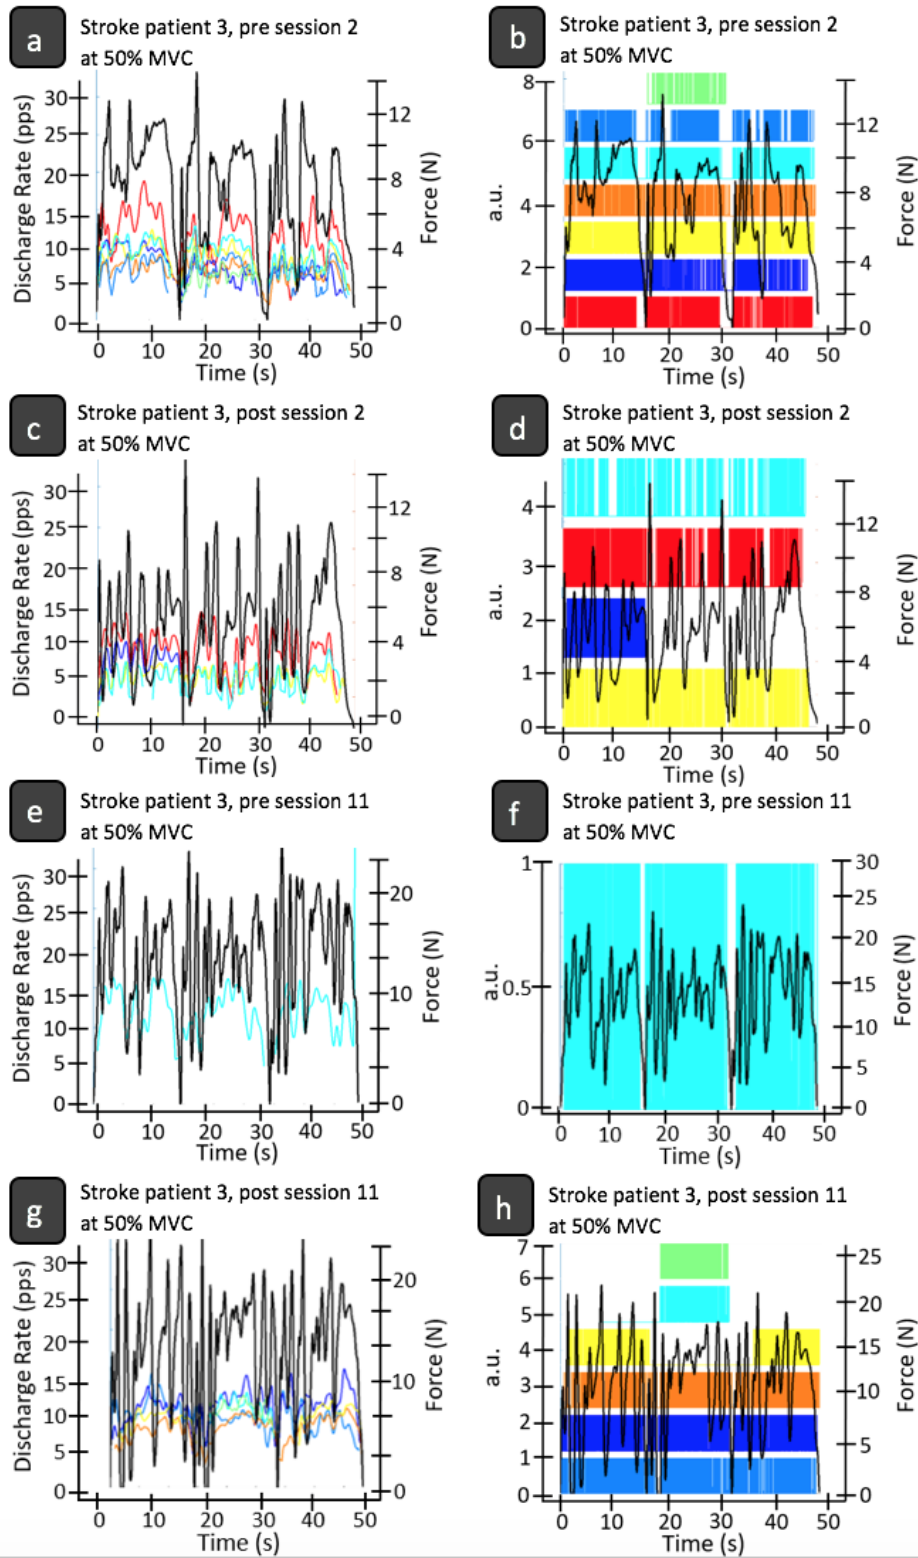 a
Stroke patient 3, pre session 2
at 50% MVC
Discharge Rate (pps)
30
25
20
15
10
5
0
12
8
4
0
Force (N)
0 10 20 30 40 50
Time (s)
b
Stroke patient 3, pre session 2
at 50% MVC
a.u.
8
6
4
2
0
12
10
8
6
4
2
0
Force (N)
0 10 20 30 40 50
Time (s)
c
Stroke patient 3, post session 2
at 50% MVC
Discharge Rate (pps)
30
25
20
15
10
5
0
12
8
4
0
Force (N)
0 10 20 30 40 50
Time (s)
d
Stroke patient 3, post session 2
at 50% MVC
a.u.
4
3
2
1
0
12
8
4
2
0
Force (N)
0 10 20 30 40 50
Time (s)
e
Stroke patient 3, pre session 11
at 50% MVC
Discharge Rate (pps)
30
25
20
15
10
5
0
20
10
0
Force (N)
0 10 20 30 40 50
Time (s)
f
Stroke patient 3, pre session 11
at 50% MVC
a.u.
1
0.5
0
30
25
20
15
10
5
0
Force (N)
0 10 20 30 40 50
Time (s)
g
Stroke patient 3, post session 11
at 50% MVC
Discharge Rate (pps)
30
25
20
15
10
5
0
20
10
0
Force (N)
0 10 20 30 40 50
Time (s)
h
Stroke patient 3, post session 11
at 50% MVC
a.u.
7
6
5
4
3
2
1
0
25
20
15
10
5
0
Force (N)
0 10 20 30 40 50
Time (s)